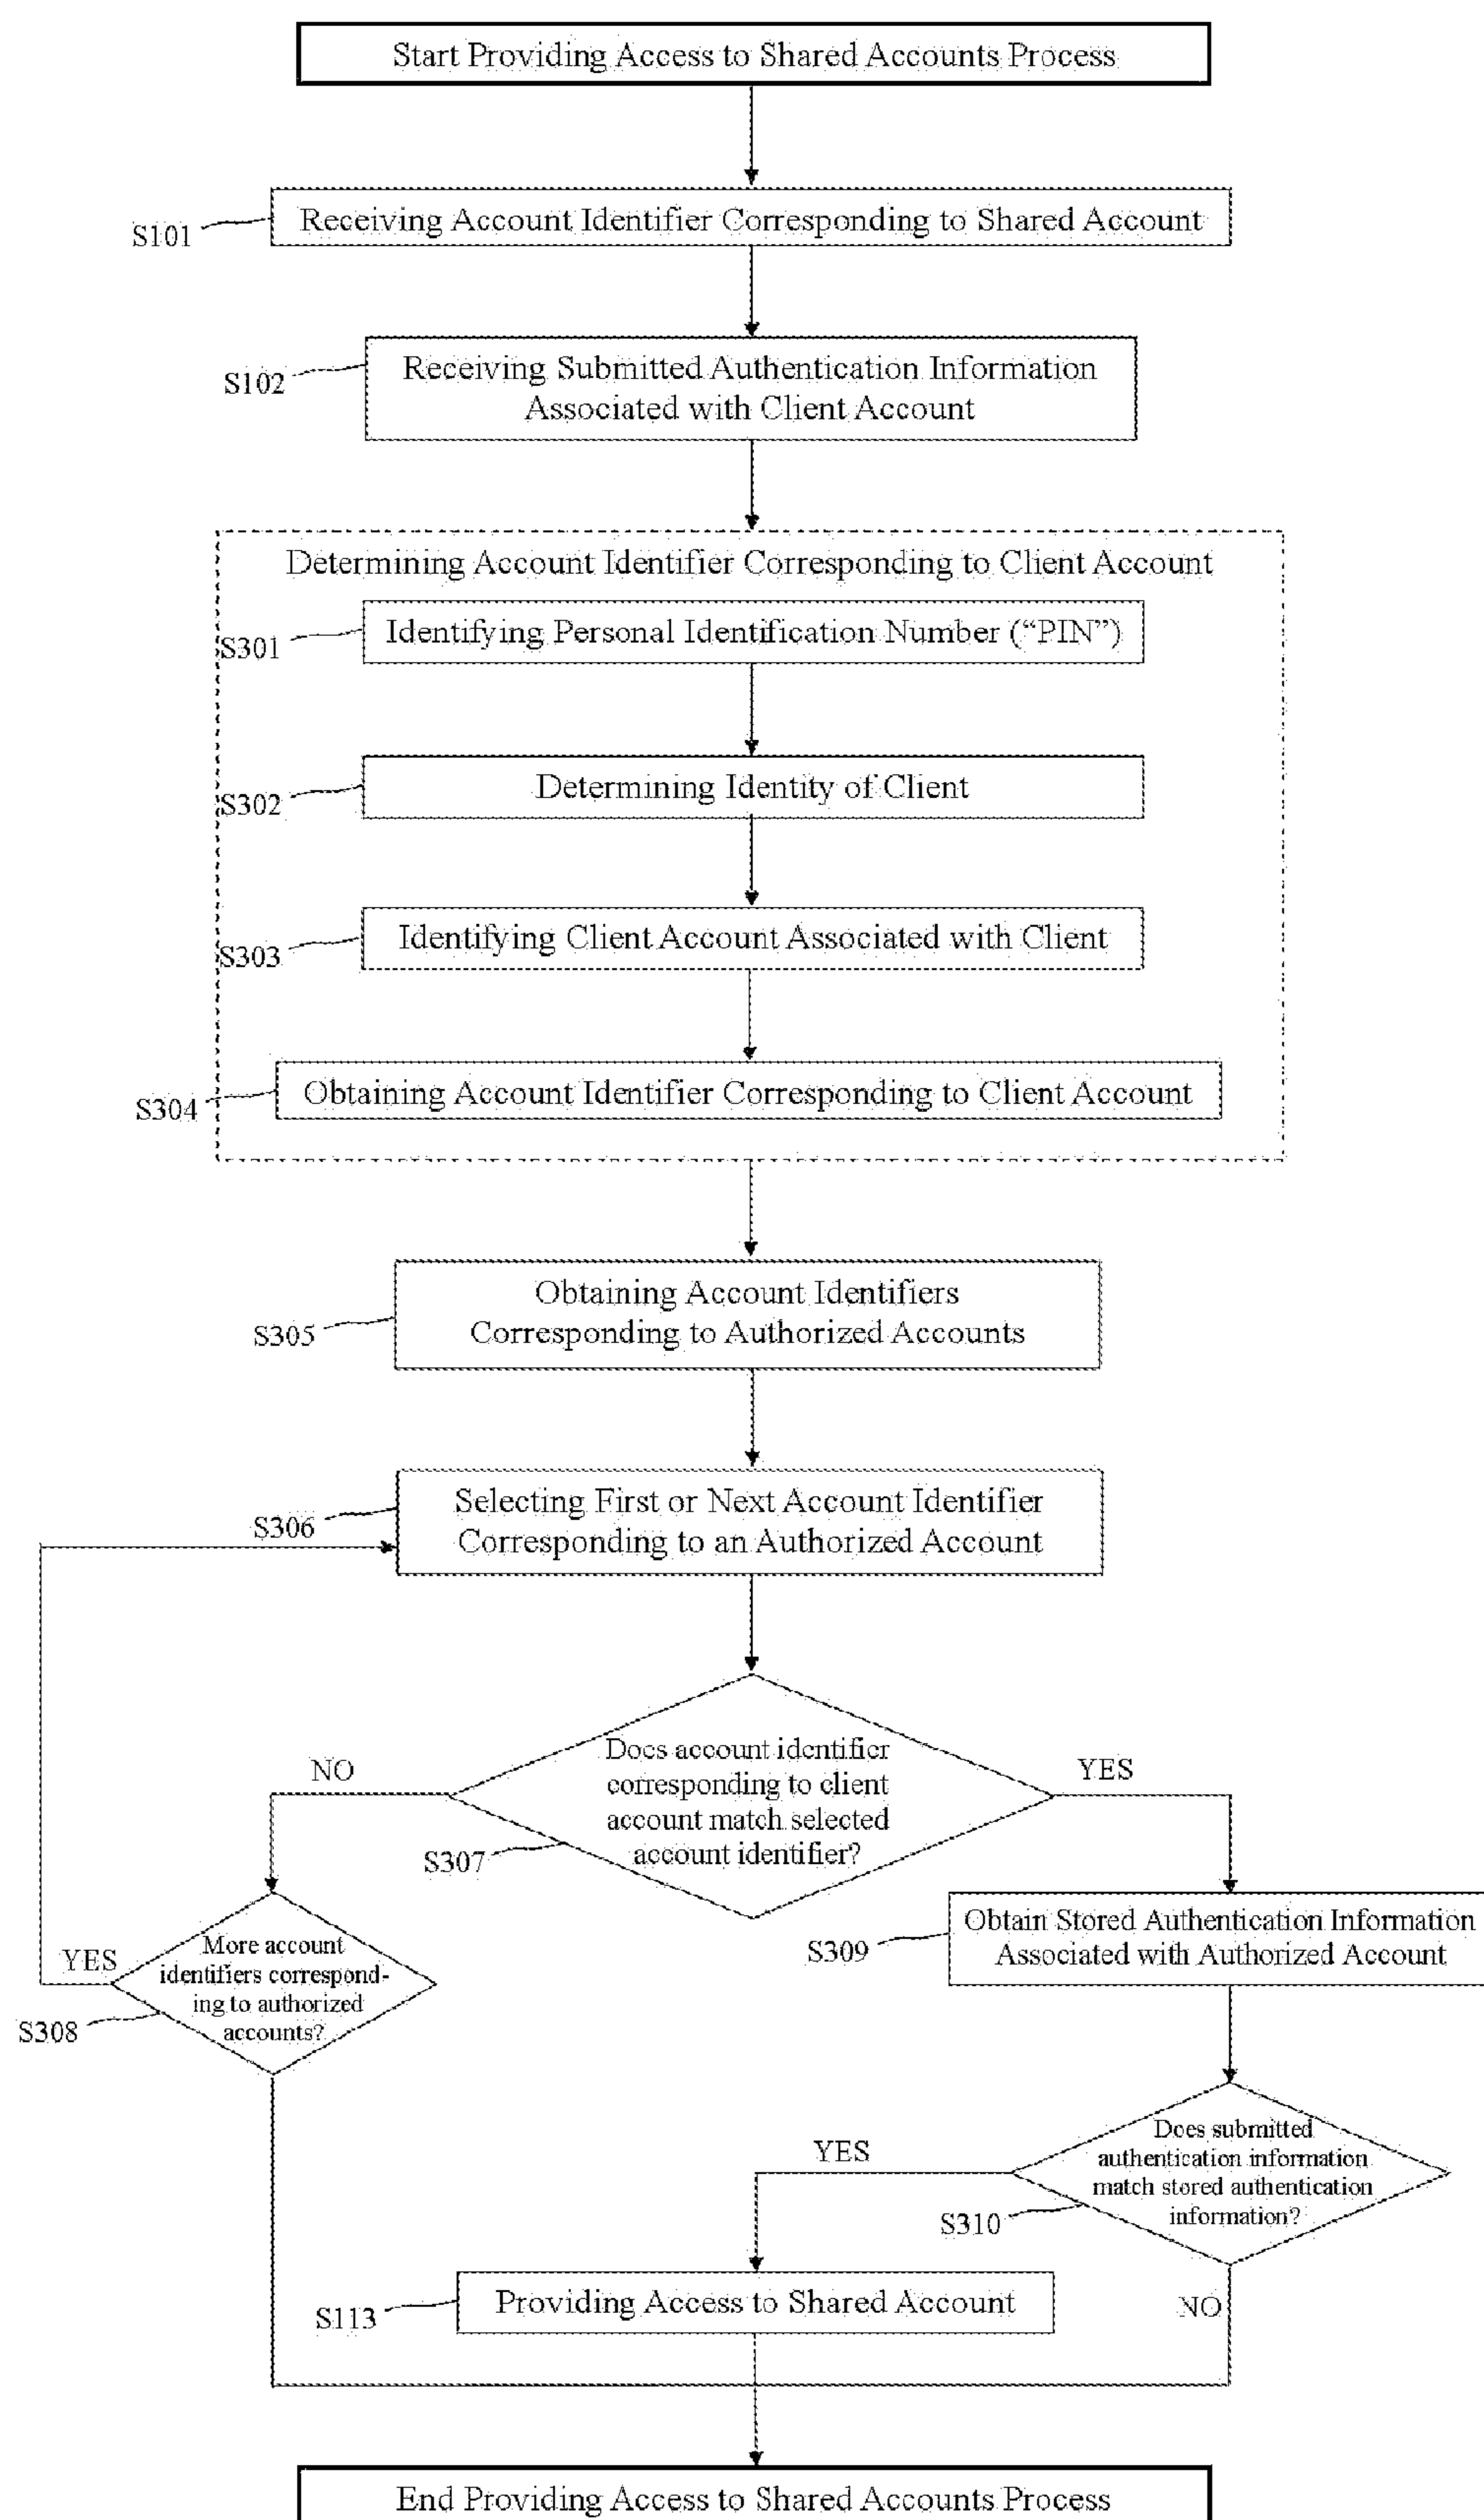 Start Providing Access to Shared Accounts Process
S101
Receiving Account Identifier Corresponding to Shared Account
S102
Receiving Submitted Authentication Information
Associated with Client Account
Determining Account Identifier Corresponding to Client Account
S301
Identifying Personal Identification Number (“PIN”)
S302
Determining Identity of Client
S303
Identifying Client Account Associated with Client
S304
Obtaining Account Identifier Corresponding to Client Account
S305
Obtaining Account Identifiers
Corresponding to Authorized Accounts
S306
Selecting First or Next Account Identifier
Corresponding to an Authorized Account
NO
Does account identifier
corresponding to client
account match selected
account identifier?
YES
S307
YES
More account
identifiers correspond-
ing to authorized
accounts?
S308
S309
Obtain Stored Authentication Information
Associated with Authorized Account
YES
Does submitted
authentication information
match stored authentication
information?
S310
S113
Providing Access to Shared Account
NO
End Providing Access to Shared Accounts Process